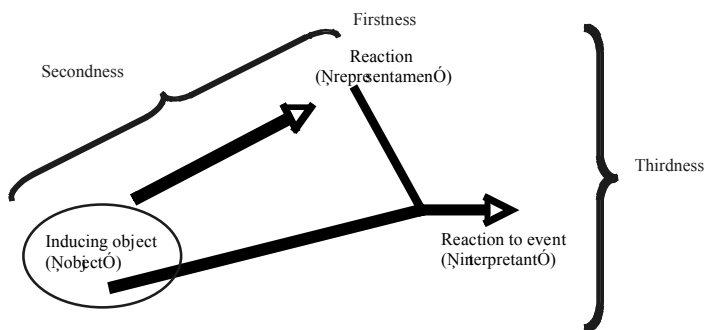 Firstness
Reaction
(ŅrepresentamenÓ)
Secondness
Thirdness
Inducing object
(ŅobjectÓ)
Reaction to event
(ŅinterpretantÓ)